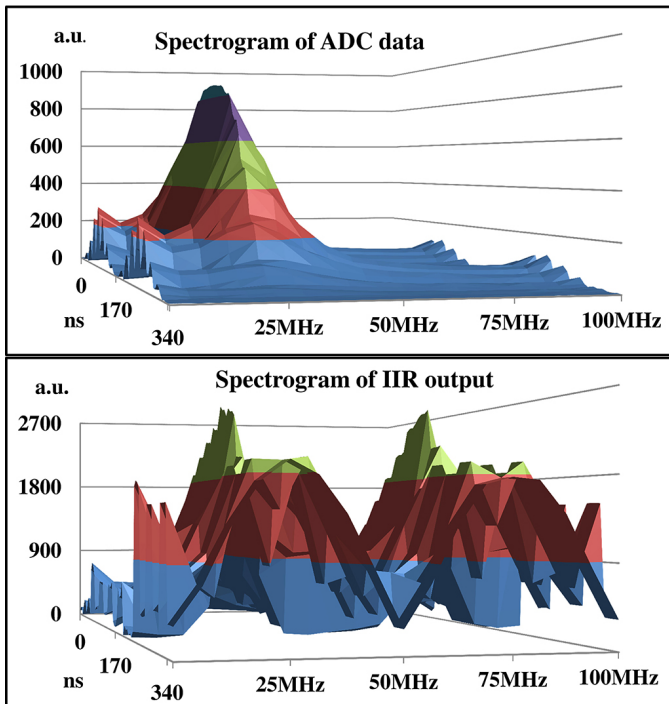 a.u.
Spectrogram of ADC data
1000
800
600
400
200
0
0
170
340
ns
25MHz
50MHz
75MHz
100MHz
a.u.
Spectrogram of IIR output
2700
1800
900
0
0
170
340
ns
25MHz
50MHz
75MHz
100MHz